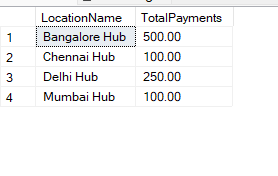 LocationName TotalPayments
1 Bangalore Hub 500.00
2 Chennai Hub 100.00
3 Delhi Hub 250.00
4 Mumbai Hub 100.00